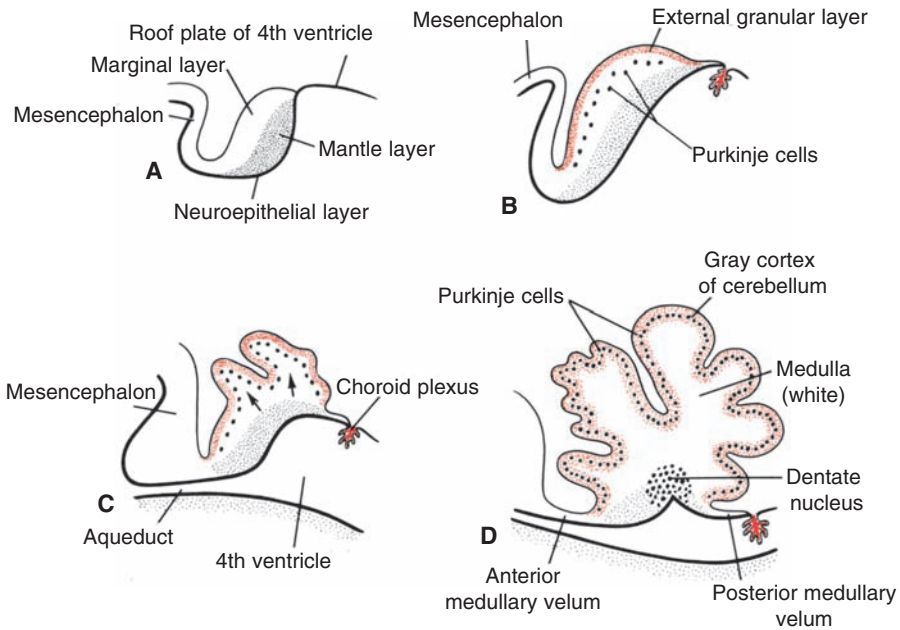 Roof plate of 4th ventricle
Marginal layer
Mesencephalon
Mantle layer
A
Neuroepithelial layer
Mesencephalon
External granular layer
Purkinje cells
B
Mesencephalon
Choroid plexus
C
Aqueduct
4th ventricle
Gray cortex
of cerebellum
Purkinje cells
Medulla
(white)
Dentate
nucleus
D
Anterior
medullary velum
Posterior medullary
velum